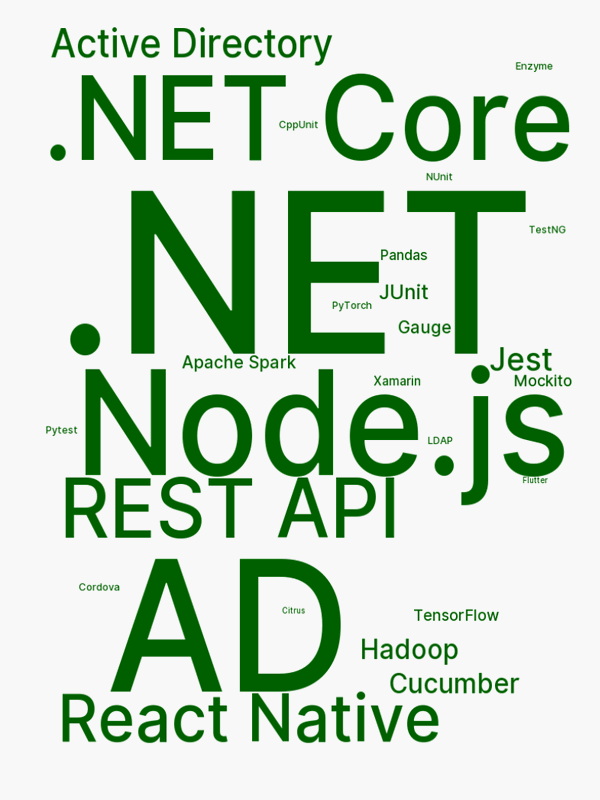 Active Directory
Enzyme
.NET Core
CppUnit
NUnit
.NET
TestNG
Pandas
JUnit
PyTorch
Gauge
Apache Spark
Jest
Xamarin
Mockito
Node.js
Pytest
LDAP
Flutter
REST API
AD
Cordova
Citrus
TensorFlow
Hadoop
Cucumber
React Native